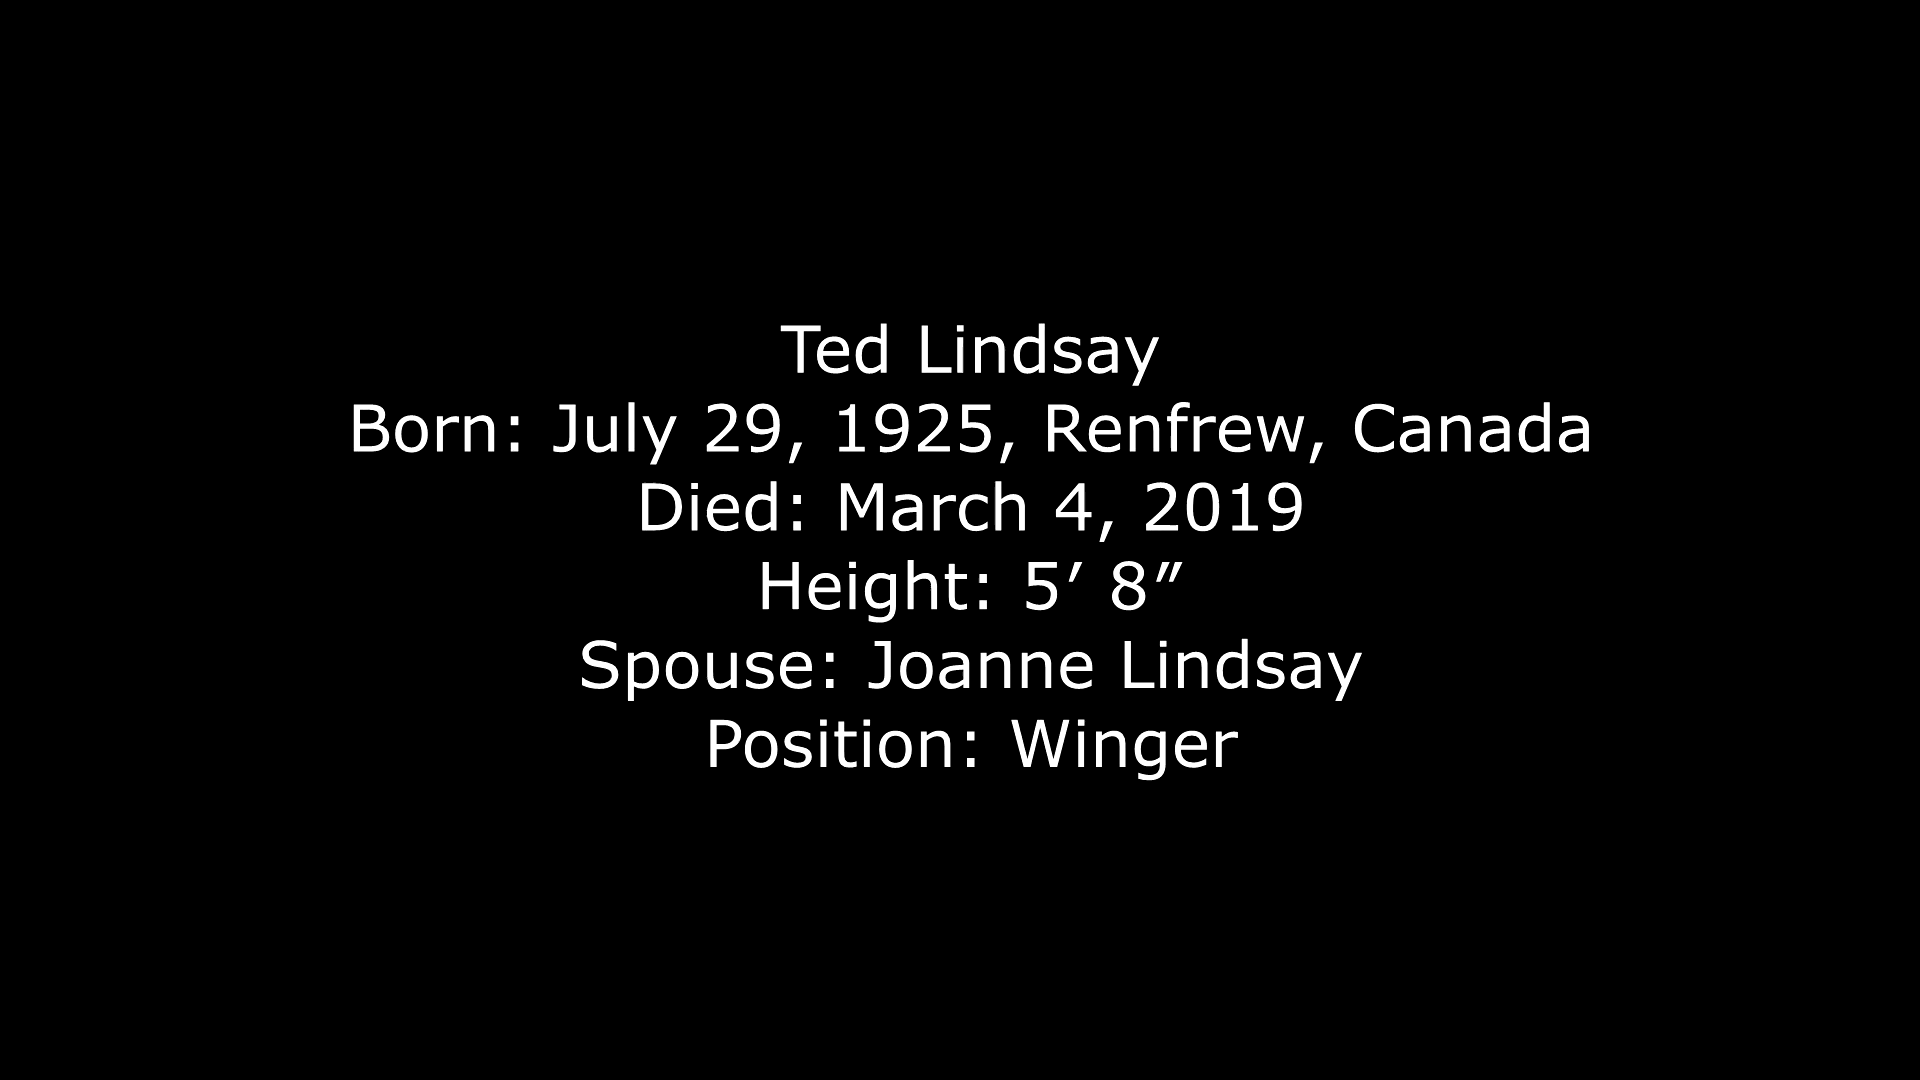 Ted Lindsay
Born: July 29, 1925, Renfrew, Canada
Died: March 4, 2019
Height: 5′ 8″
Spouse: Joanne Lindsay
Position: Winger